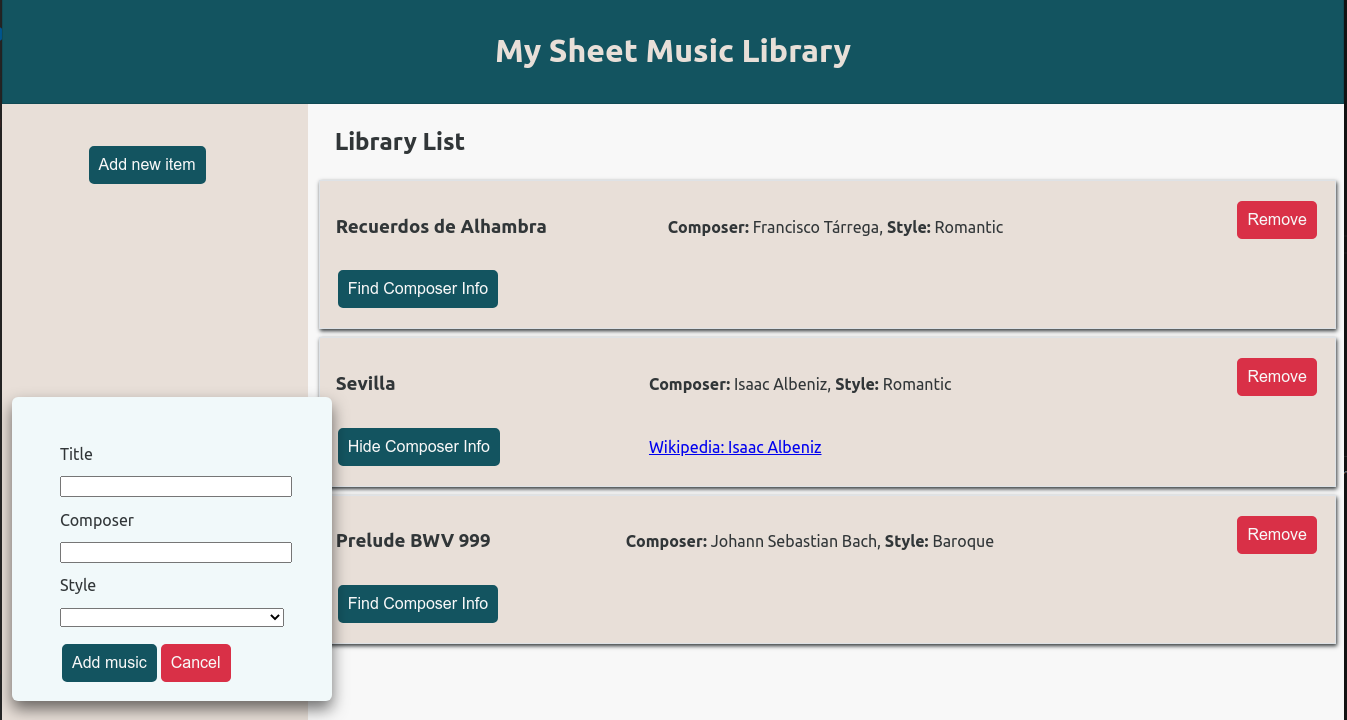 My Sheet Music Library
Add new item
Library List
Recuerdos de Alhambra
Composer: Francisco Tárrega, Style: Romantic
Remove
Find Composer Info
Sevilla
Composer: Isaac Albeniz, Style: Romantic
Remove
Hide Composer Info
Wikipedia: Isaac Albeniz
Prelude BWV 999
Composer: Johann Sebastian Bach, Style: Baroque
Remove
Find Composer Info
Title
Composer
Style
Add music
Cancel